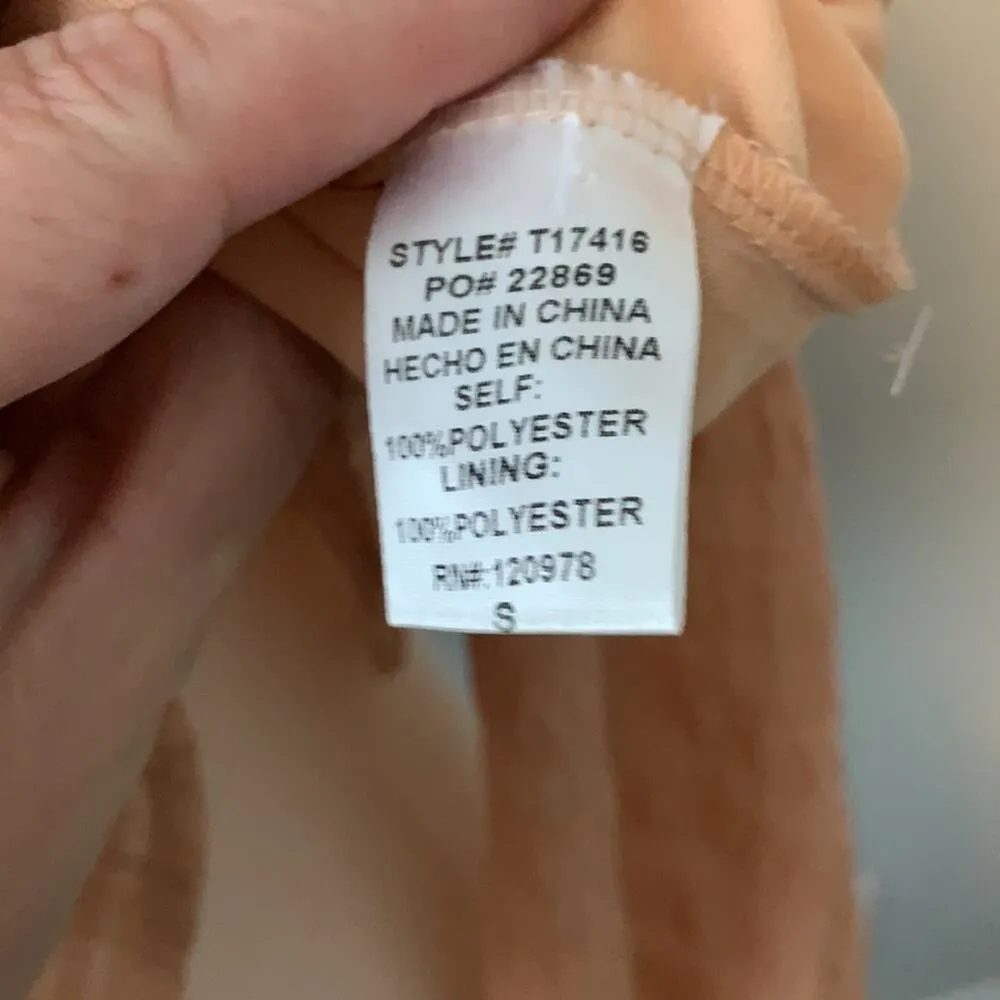 STYLE# T17416
PO# 22869
MADE IN CHINA
HECHO EN CHINA
SELF:
100%POLYESTER
LINING:
100%POLYESTER
RN#:120978
S